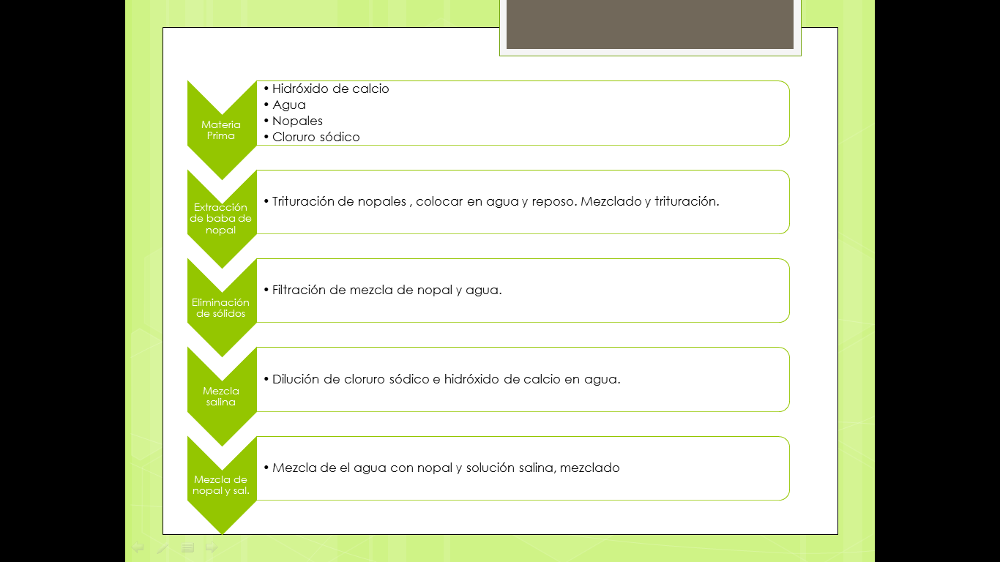 Materia
Prima
• Hidróxido de calcio
• Agua
• Nopales
• Cloruro sódico
Extracción
de baba de
nopal
• Trituración de nopales , colocar en agua y reposo. Mezclado y trituración.
Eliminación
de sólidos
• Filtración de mezcla de nopal y agua.
Mezcla
salina
• Dilución de cloruro sódico e hidróxido de calcio en agua.
Mezcla de
nopal y sal.
• Mezcla de el agua con nopal y solución salina, mezclado